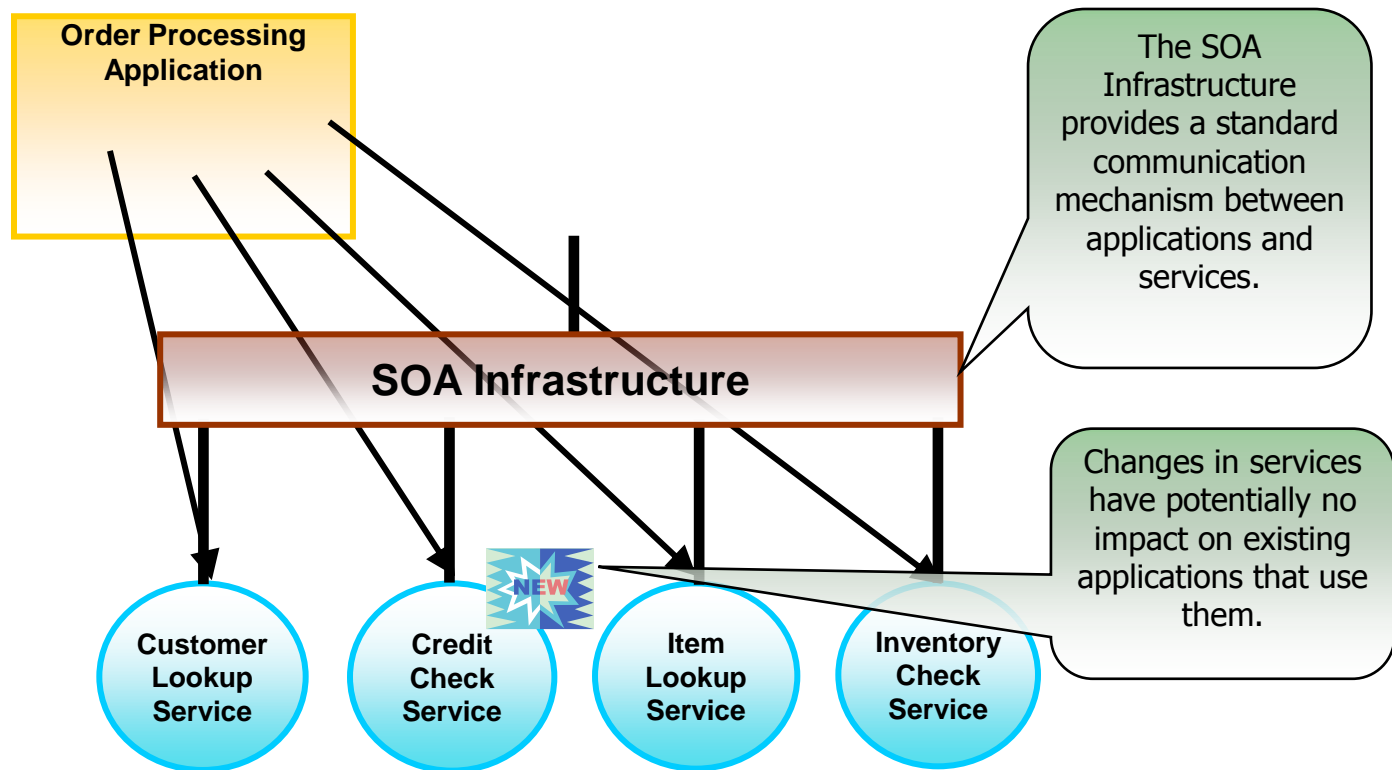 Order Processing
Application
The SOA
Infrastructure
provides a standard
communication
mechanism between
applications and
services.
SOA Infrastructure
Changes in services
have potentially no
impact on existing
applications that use
them.
NEW
Customer
Lookup
Service
Credit
Check
Service
Item
Lookup
Service
Inventory
Check
Service